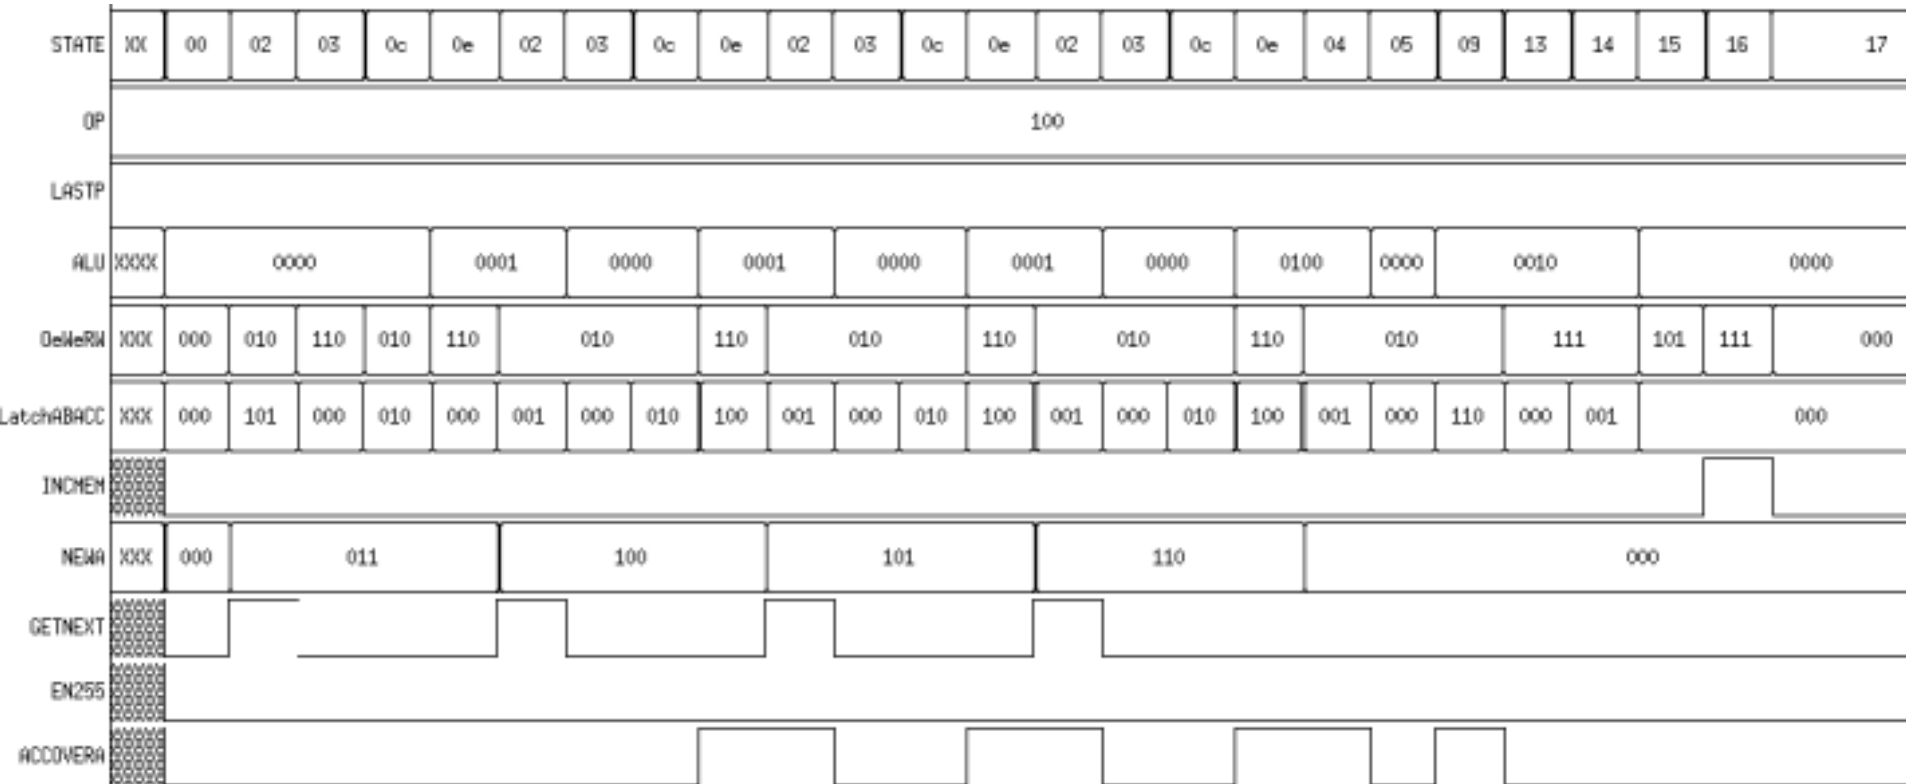 STATE XX 00 02 03 0c 0e 02 03 0c 0e 02 03 0c 0e 02 03 0c 0e 04 05 09 13 14 15 16 17
OP 100
LASTP
ALU XXXX 0000 0001 0000 0001 0000 0001 0000 0100 0000 0010 0000
OeWeRW XXX 000 010 110 010 110 010 110 010 110 010 110 010 111 101 111 000
LatchABACC XXX 000 101 000 010 000 001 000 010 100 001 000 010 100 001 000 010 100 001 000 110 000 001 000
INCMEM
NEWA XXX 000 011 100 101 110 000
GETNEXT
EN255
ACCOVERA